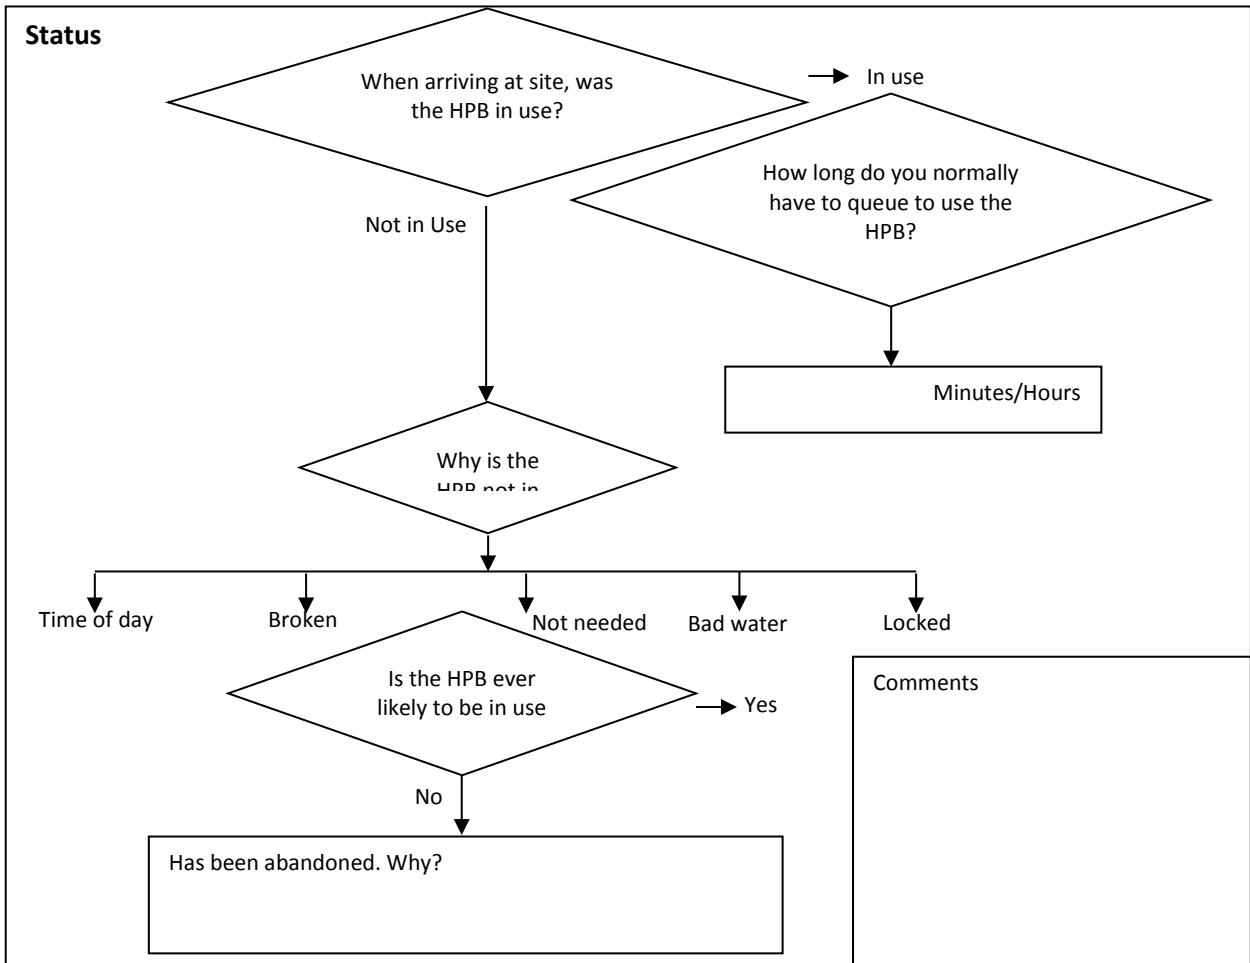 Status
When arriving at site, was
the HPB in use?
In use
How long do you normally
have to queue to use the
HPB?
Not in Use
Minutes/Hours
Why is the
HPB not in
Time of day
Broken
Not needed
Bad water
Locked
Is the HPB ever
likely to be in use
Yes
Comments
No
Has been abandoned. Why?